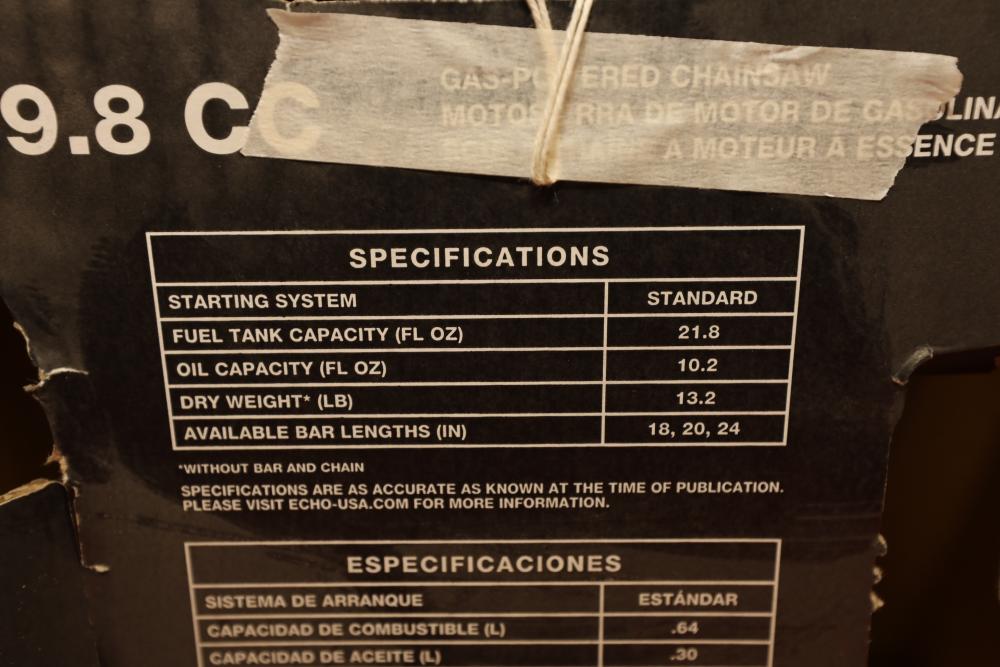 9.8 CC
GAS-POWERED CHAINSAW
MOTOSIERRA DE MOTOR DE GASOLINA
A MOTEUR À ESSENCE
SPECIFICATIONS
STARTING SYSTEM STANDARD
FUEL TANK CAPACITY (FL OZ) 21.8
OIL CAPACITY (FL OZ) 10.2
DRY WEIGHT* (LB) 13.2
AVAILABLE BAR LENGTHS (IN) 18, 20, 24
*WITHOUT BAR AND CHAIN
SPECIFICATIONS ARE AS ACCURATE AS KNOWN AT THE TIME OF PUBLICATION.
PLEASE VISIT ECHO-USA.COM FOR MORE INFORMATION.
ESPECIFICACIONES
SISTEMA DE ARRANQUE ESTÁNDAR
CAPACIDAD DE COMBUSTIBLE (L) .64
CAPACIDAD DE ACEITE (L) .30